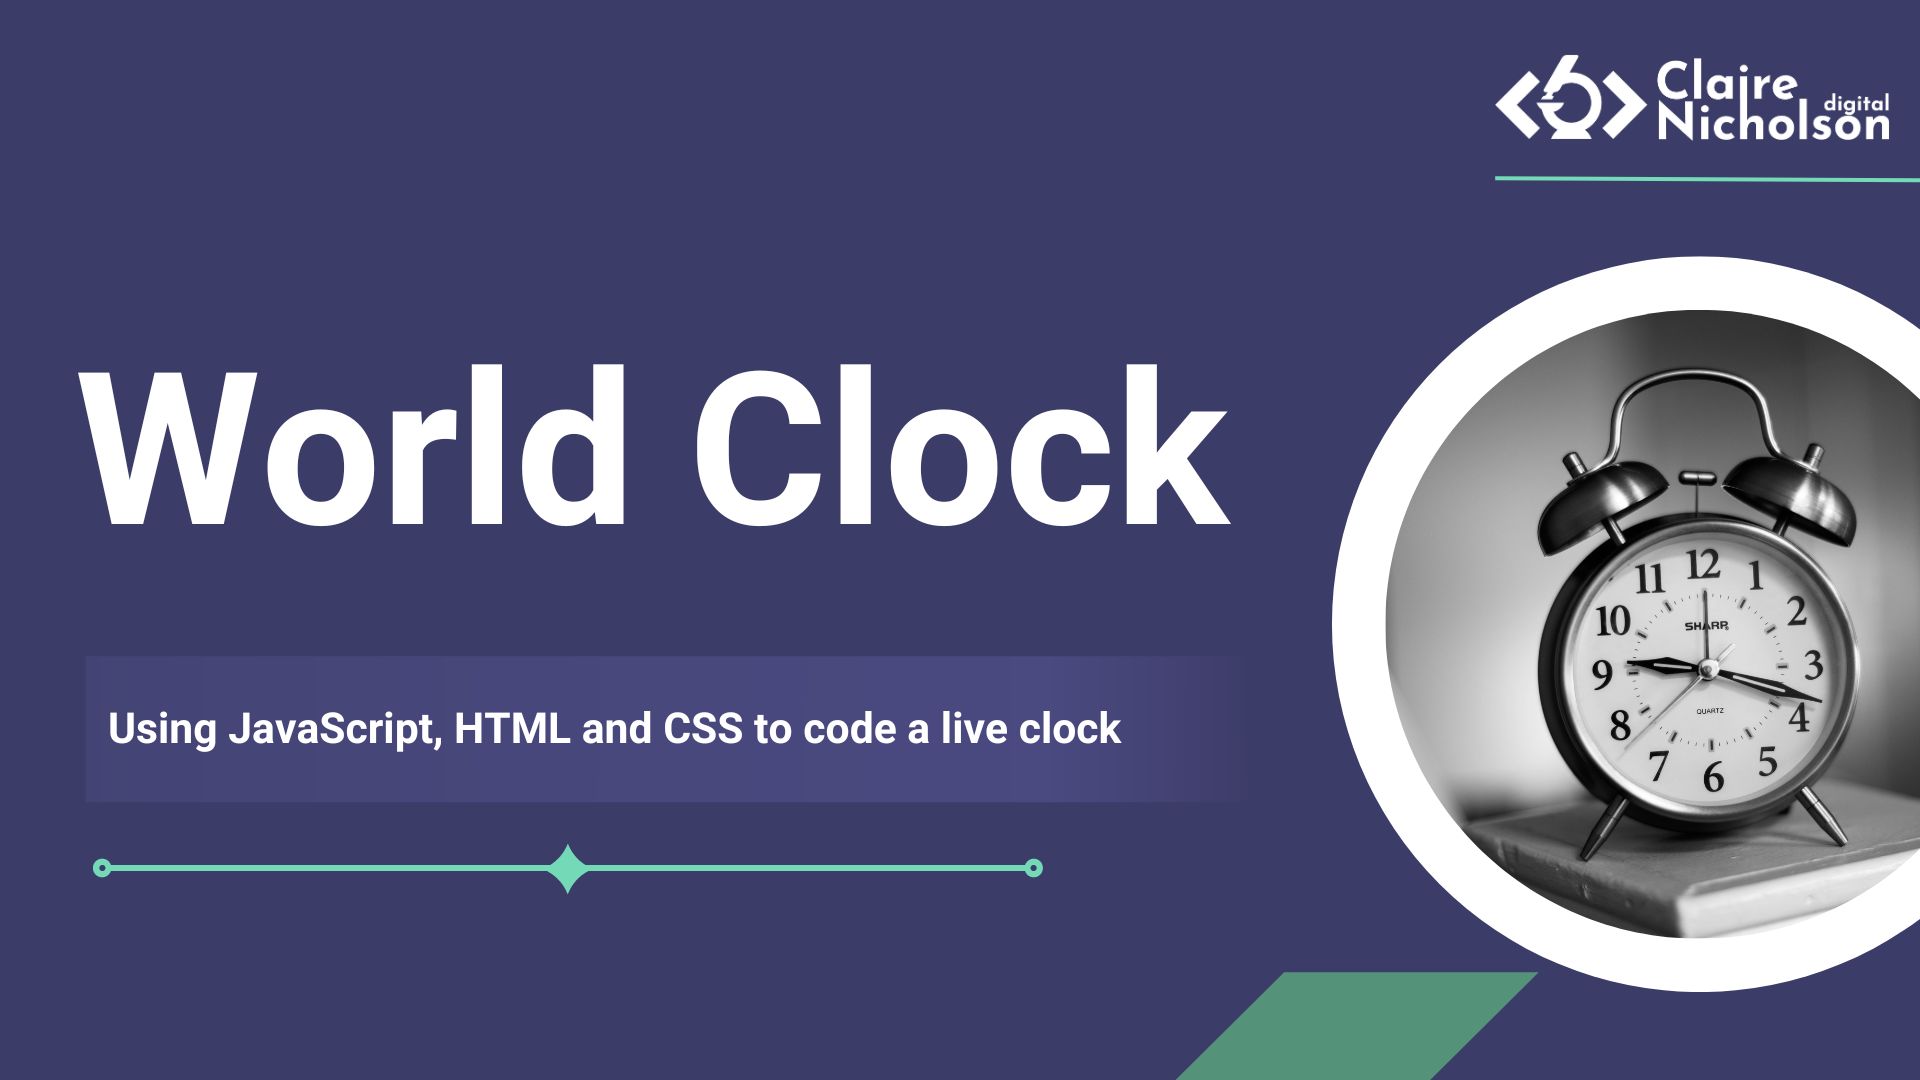 Claire
digital
Nicholson
World Clock
Using JavaScript, HTML and CSS to code a live clock
12
11
1
10
2
SHARP
9
3
QUARTZ
8
4
7
5
6